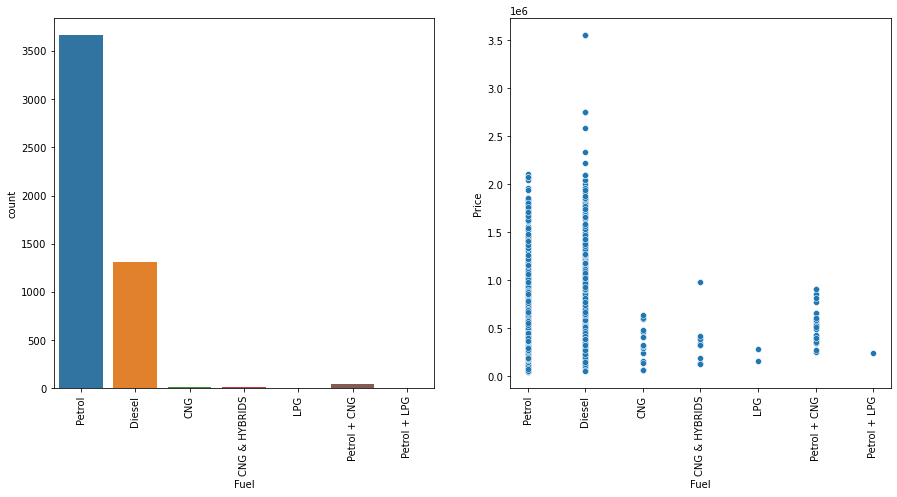 3500
3000
2500
2000
1500
1000
500
0
count
Petrol
Diesel
CNG
CNG & HYBRIDS
LPG
Petrol + CNG
Petrol + LPG
Fuel
1e6
3.5
3.0
2.5
2.0
1.5
1.0
0.5
0.0
Price
Petrol
Diesel
CNG
CNG & HYBRIDS
LPG
Petrol + CNG
Petrol + LPG
Fuel